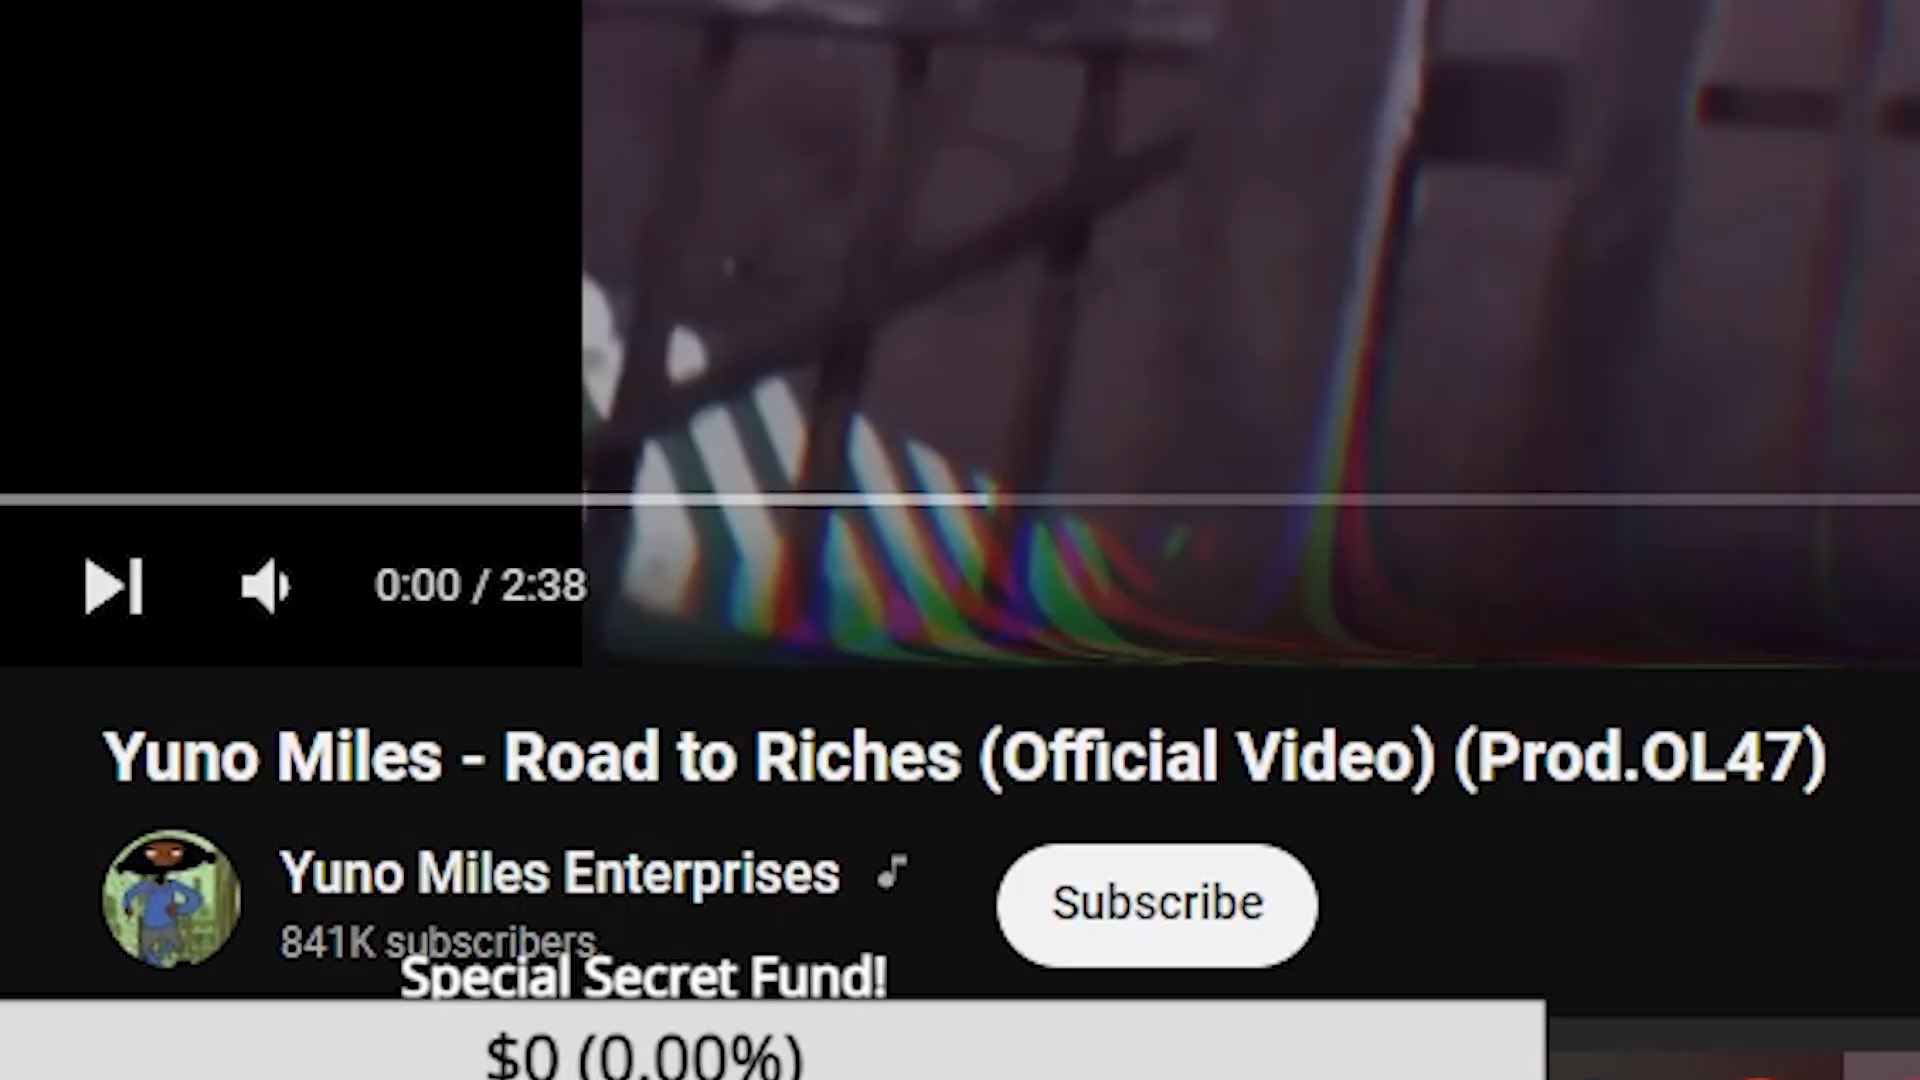 0:00 / 2:38
Yuno Miles - Road to Riches (Official Video) (Prod.OL47)
Yuno Miles Enterprises
Subscribe
841K subscribers
Special Secret Fund!
$0 (0.00%)